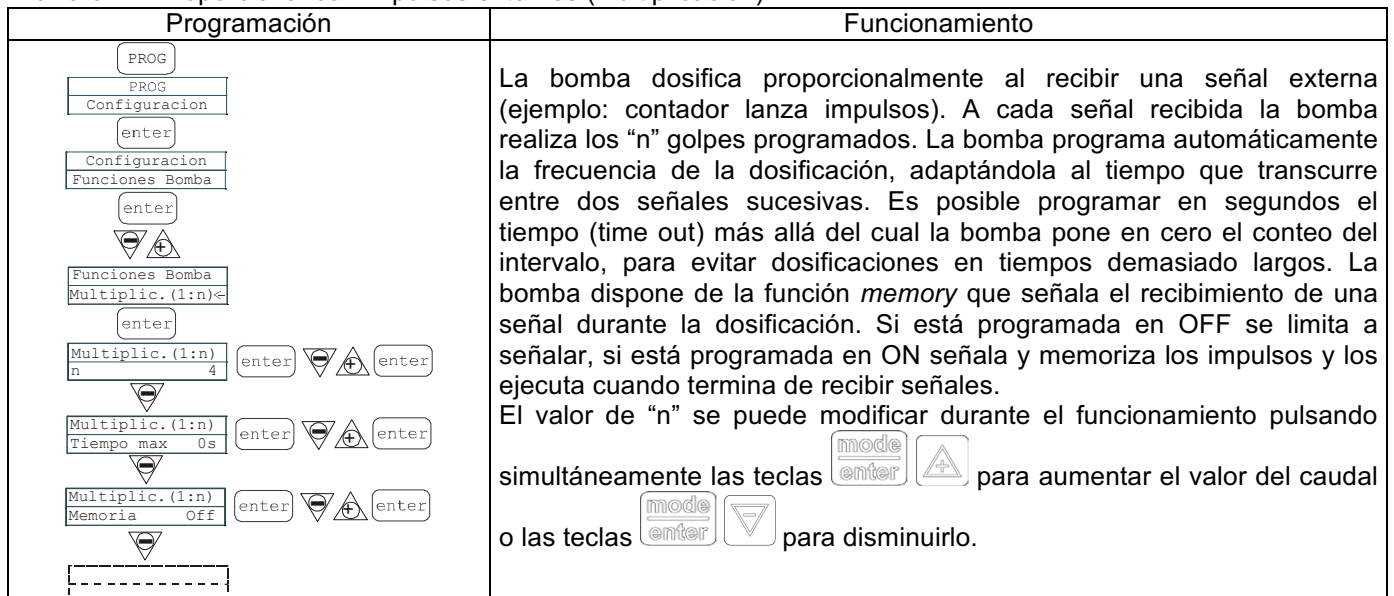 Programación
Funcionamiento
PROG
PROG
Configuracion
enter
Configuracion
Funciones Bomba
enter
Funciones Bomba
Multiplic.(1:n)←
enter
Multiplic.(1:n)
n 4
enter enter
Multiplic.(1:n)
Tiempo max 0s
enter enter
Multiplic.(1:n)
Memoria Off
enter enter
La bomba dosifica proporcionalmente al recibir una señal externa
(ejemplo: contador lanza impulsos). A cada señal recibida la bomba
realiza los “n” golpes programados. La bomba programa automáticamente
la frecuencia de la dosificación, adaptándola al tiempo que transcurre
entre dos señales sucesivas. Es posible programar en segundos el
tiempo (time out) más allá del cual la bomba pone en cero el conteo del
intervalo, para evitar dosificaciones en tiempos demasiado largos. La
bomba dispone de la función memory que señala el recibimiento de una
señal durante la dosificación. Si está programada en OFF se limita a
señalar, si está programada en ON señala y memoriza los impulsos y los
ejecuta cuando termina de recibir señales.
El valor de “n” se puede modificar durante el funcionamiento pulsando
simultáneamente las teclas mode enter para aumentar el valor del caudal
o las teclas mode enter para disminuirlo.